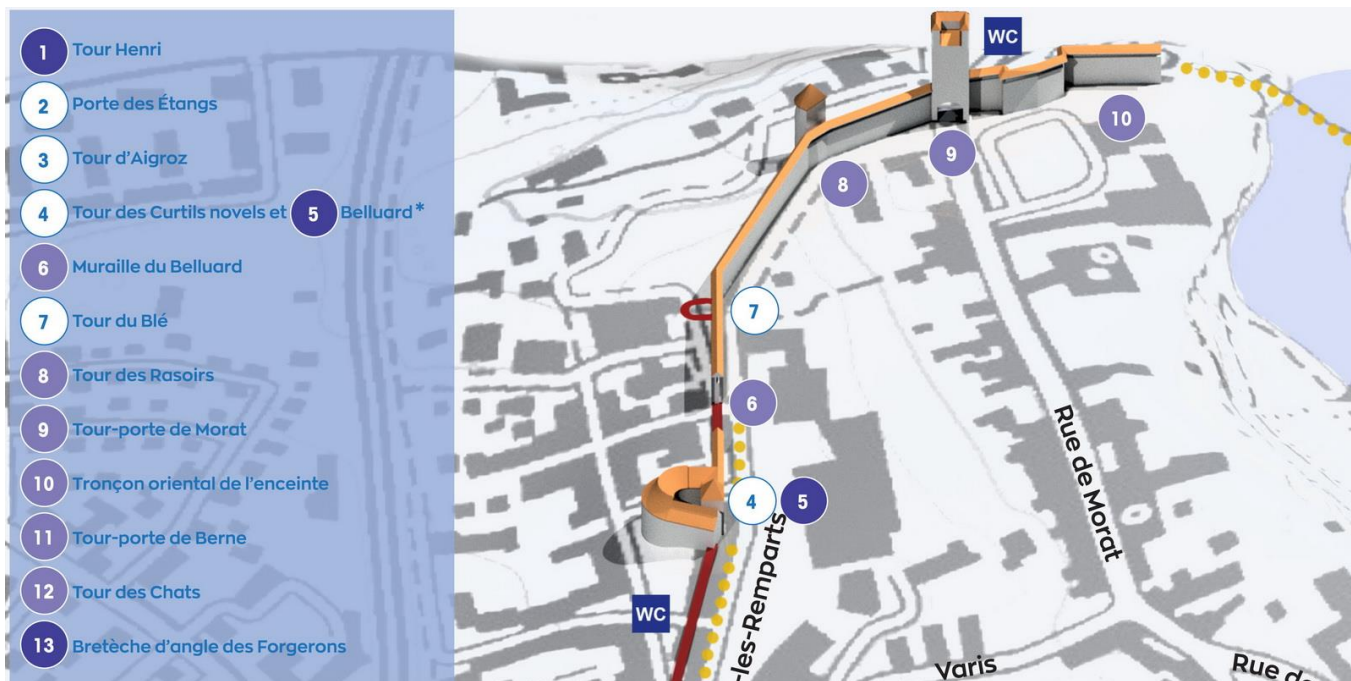 1 Tour Henri
2 Porte des Étangs
3 Tour d'Aigroz
4 Tour des Curtils novels et 5 Belluard*
6 Muraille du Belluard
7 Tour du Blé
8 Tour des Rasoirs
9 Tour-porte de Morat
10 Tronçon oriental de l'enceinte
11 Tour-porte de Berne
12 Tour des Chats
13 Bretèche d'angle des Forgerons
WC
10
9
8
7
6
Rue de Morat
4 5
-les-Remparts
WC
Varis
Rue de